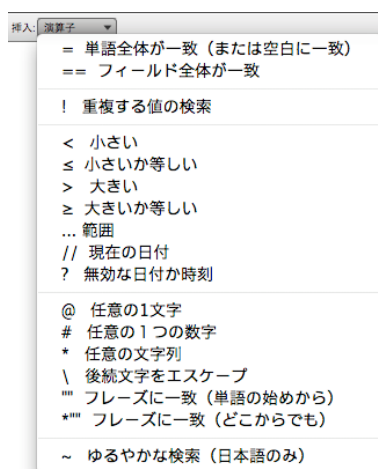 挿入: 演算子
= 単語全体が一致（または空白に一致）
== フィールド全体が一致
! 重複する値の検索
< 小さい
≤ 小さいか等しい
> 大きい
≥ 大きいか等しい
... 範囲
// 現在の日付
? 無効な日付か時刻
@ 任意の1文字
# 任意の１つの数字
* 任意の文字列
\ 後続文字をエスケープ
"" フレーズに一致（単語の始めから）
*"" フレーズに一致（どこからでも）
~ ゆるやかな検索（日本語のみ）